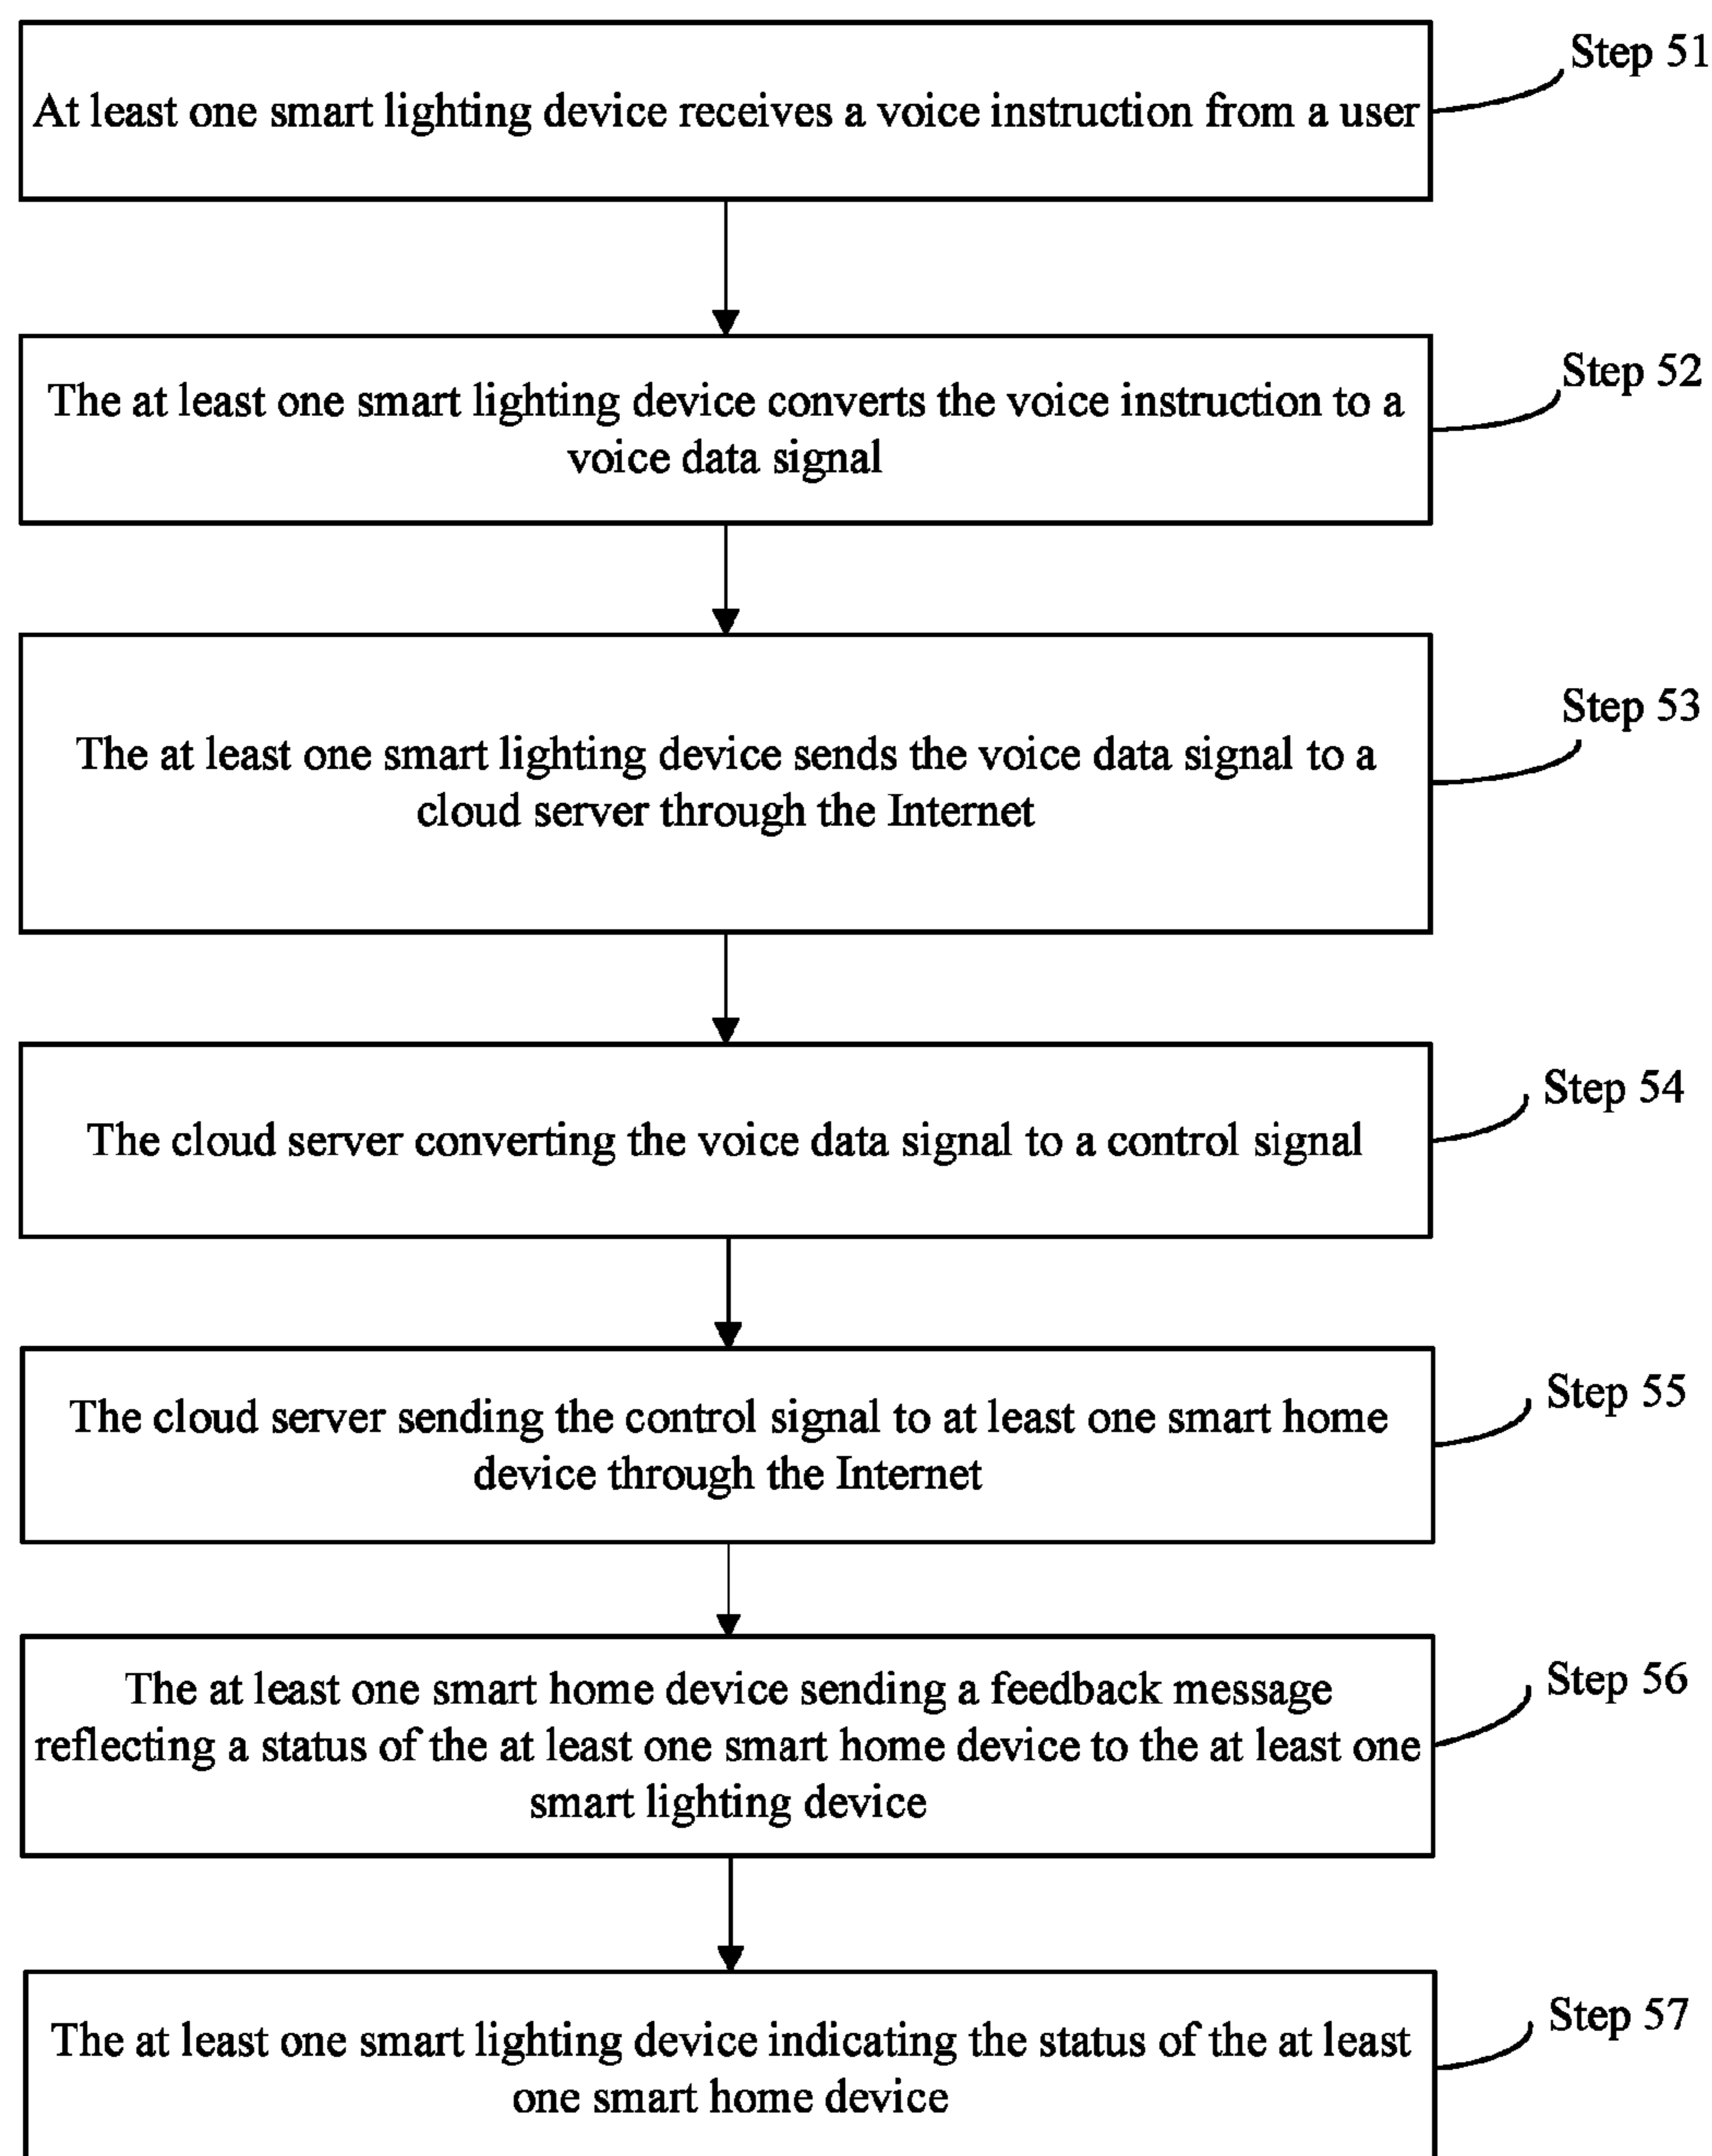 Step 51
At least one smart lighting device receives a voice instruction from a user
Step 52
The at least one smart lighting device converts the voice instruction to a
voice data signal
Step 53
The at least one smart lighting device sends the voice data signal to a
cloud server through the Internet
Step 54
The cloud server converting the voice data signal to a control signal
Step 55
The cloud server sending the control signal to at least one smart home
device through the Internet
Step 56
The at least one smart home device sending a feedback message
reflecting a status of the at least one smart home device to the at least one
smart lighting device
Step 57
The at least one smart lighting device indicating the status of the at least
one smart home device